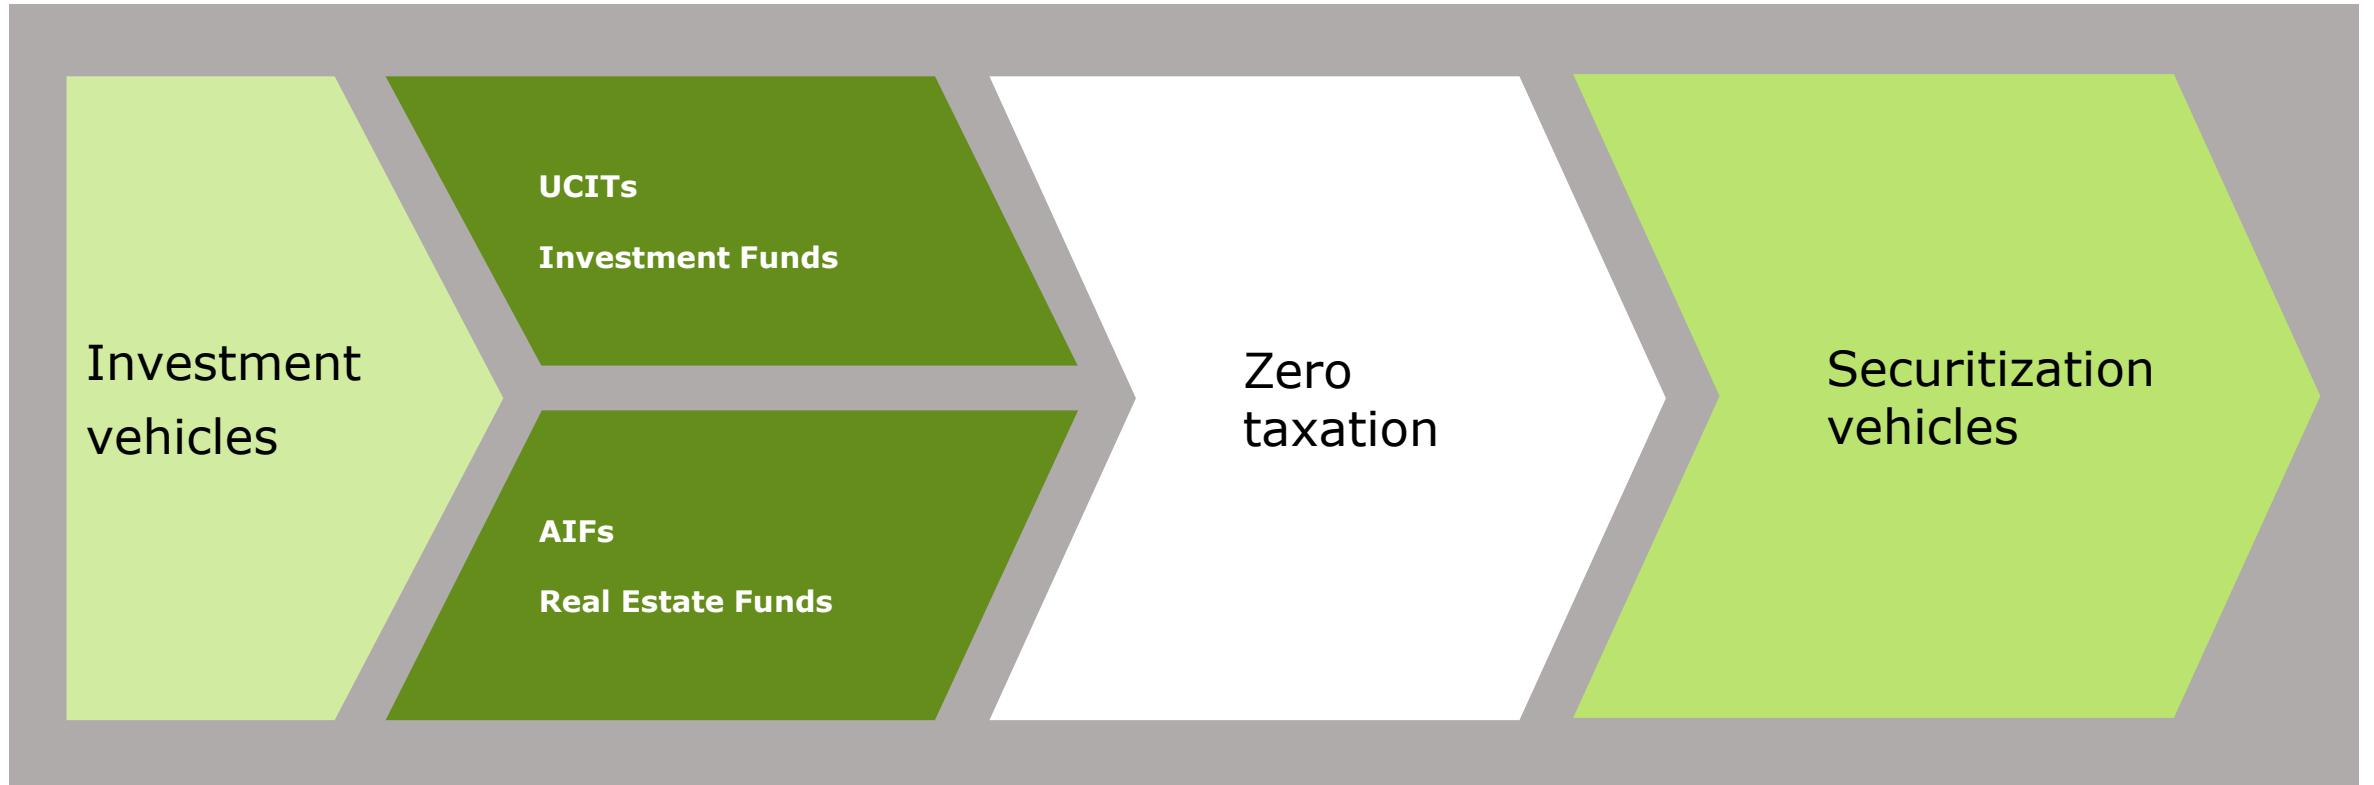 Investment
vehicles
UCITs
Investment Funds
AIFs
Real Estate Funds
Zero
taxation
Securitization
vehicles